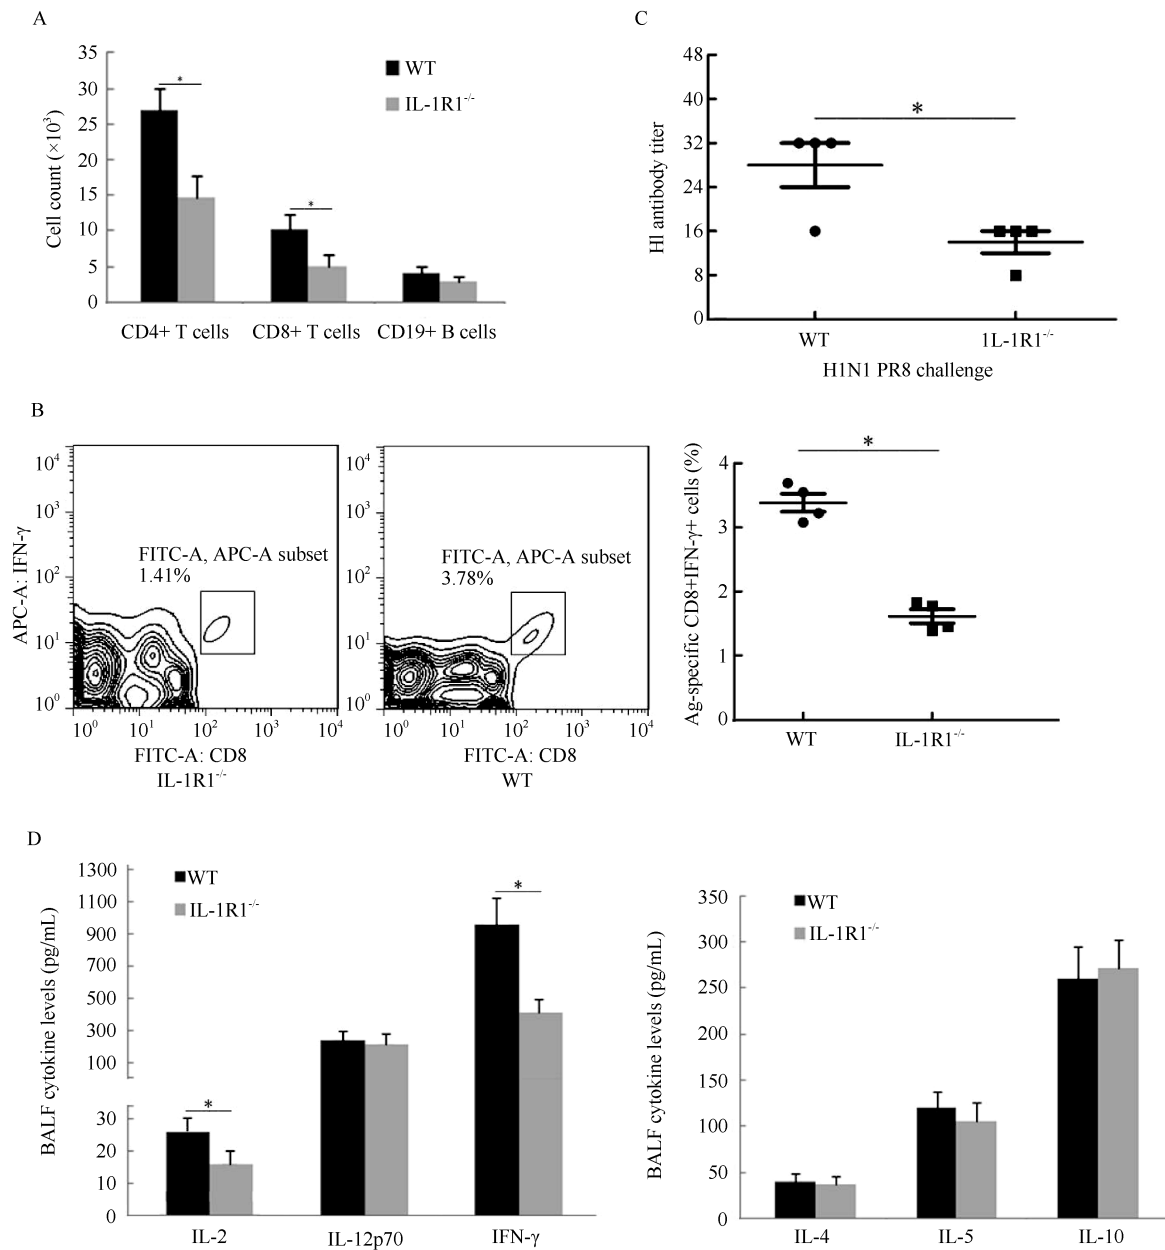 A
35
30
25
20
15
10
5
0
Cell count (×10³)
WT
IL-1R1⁻/⁻
*
*
CD4+ T cells
CD8+ T cells
CD19+ B cells
C
48
40
32
24
16
8
0
HI antibody titer
*
WT
1L-1R1⁻/⁻
H1N1 PR8 challenge
B
10⁴
10³
10²
10¹
10⁰
APC-A: IFN-γ
FITC-A, APC-A subset
1.41%
10⁰
10¹
10²
10³
10⁴
FITC-A: CD8
IL-1R1⁻/⁻
10⁴
10³
10²
10¹
10⁰
FITC-A, APC-A subset
3.78%
10⁰
10¹
10²
10³
10⁴
FITC-A: CD8
WT
4
3
2
1
0
Ag-specific CD8+IFN-γ+ cells (%)
*
WT
IL-1R1⁻/⁻
D
1300
1100
900
700
500
300
100
30
20
10
0
BALF cytokine levels (pg/mL)
WT
IL-1R1⁻/⁻
*
*
IL-2
IL-12p70
IFN-γ
350
300
250
200
150
100
50
0
BALF cytokine levels (pg/mL)
WT
IL-1R1⁻/⁻
IL-4
IL-5
IL-10